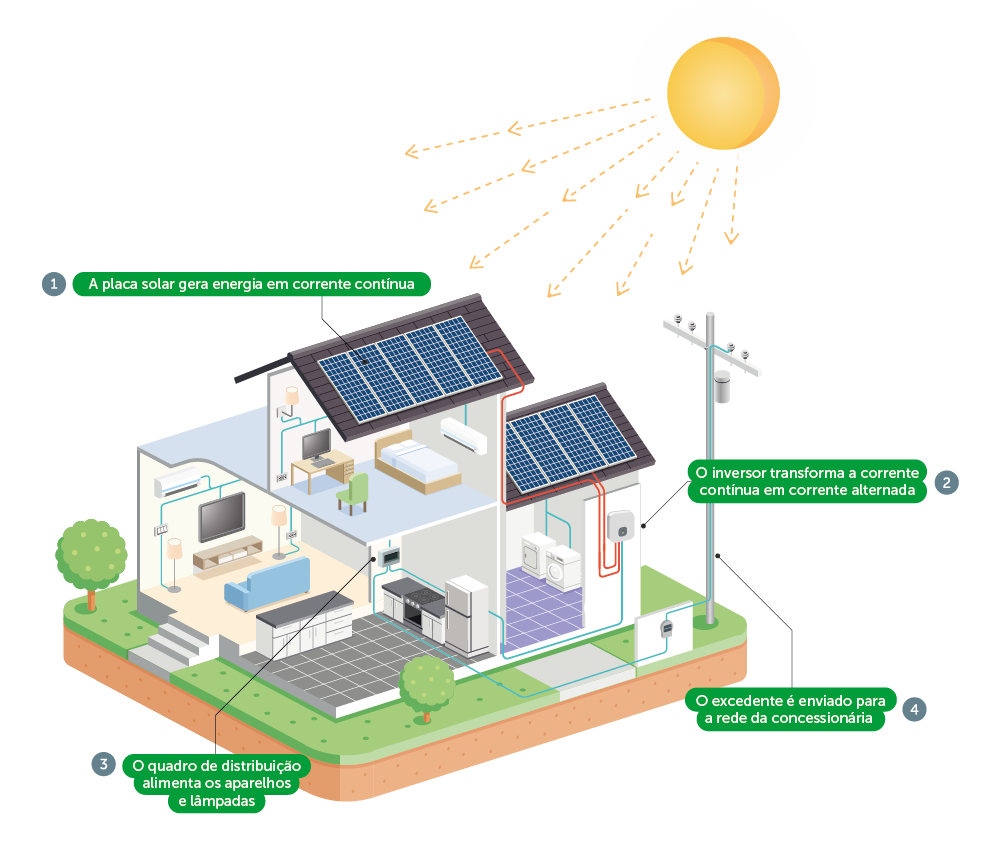 1
A placa solar gera energia em corrente contínua
O inversor transforma a corrente
contínua em corrente alternada
2
O excedente é enviado para
a rede da concessionária
4
3
O quadro de distribuição
alimenta os aparelhos
e lâmpadas